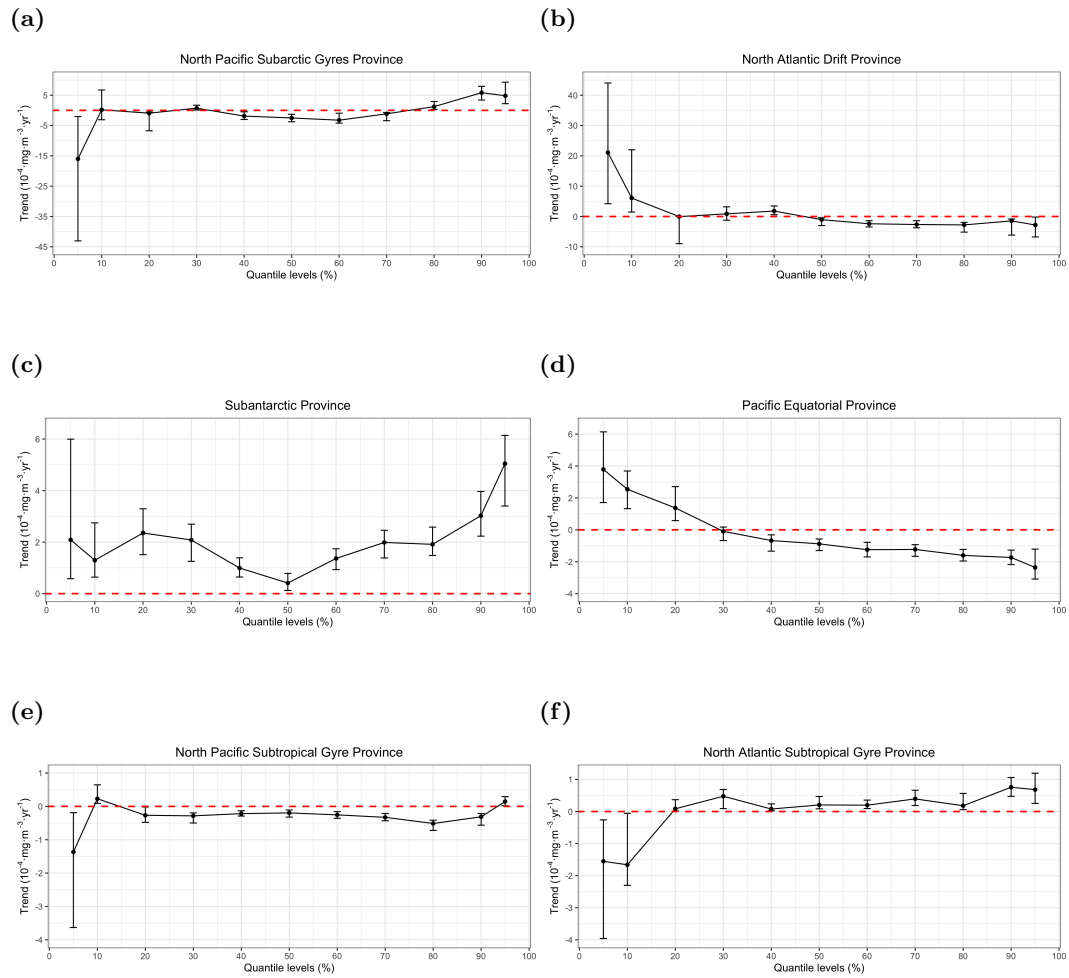 (a)
North Pacific Subarctic Gyres Province
Trend (10⁻⁴·mg·m⁻³·yr⁻¹)
5
-5
-15
-25
-35
-45
0 10 20 30 40 50 60 70 80 90 100
Quantile levels (%)
(b)
North Atlantic Drift Province
Trend (10⁻⁴·mg·m⁻³·yr⁻¹)
40
30
20
10
0
-10
0 10 20 30 40 50 60 70 80 90 100
Quantile levels (%)
(c)
Subantarctic Province
Trend (10⁻⁴·mg·m⁻³·yr⁻¹)
6
4
2
0
0 10 20 30 40 50 60 70 80 90 100
Quantile levels (%)
(d)
Pacific Equatorial Province
Trend (10⁻⁴·mg·m⁻³·yr⁻¹)
6
4
2
0
-2
-4
0 10 20 30 40 50 60 70 80 90 100
Quantile levels (%)
(e)
North Pacific Subtropical Gyre Province
Trend (10⁻⁴·mg·m⁻³·yr⁻¹)
1
0
-1
-2
-3
-4
0 10 20 30 40 50 60 70 80 90 100
Quantile levels (%)
(f)
North Atlantic Subtropical Gyre Province
Trend (10⁻⁴·mg·m⁻³·yr⁻¹)
1
0
-1
-2
-3
-4
0 10 20 30 40 50 60 70 80 90 100
Quantile levels (%)